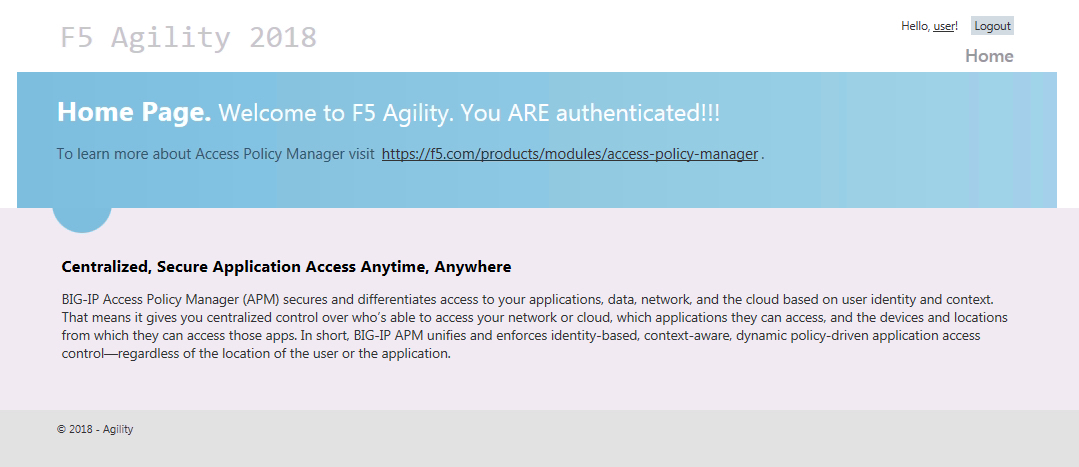 F5 Agility 2018
Hello, user! Logout
Home
Home Page. Welcome to F5 Agility. You ARE authenticated!!!
To learn more about Access Policy Manager visit https://f5.com/products/modules/access-policy-manager .
Centralized, Secure Application Access Anytime, Anywhere
BIG-IP Access Policy Manager (APM) secures and differentiates access to your applications, data, network, and the cloud based on user identity and context.
That means it gives you centralized control over who’s able to access your network or cloud, which applications they can access, and the devices and locations
from which they can access those apps. In short, BIG-IP APM unifies and enforces identity-based, context-aware, dynamic policy-driven application access
control—regardless of the location of the user or the application.
© 2018 - Agility